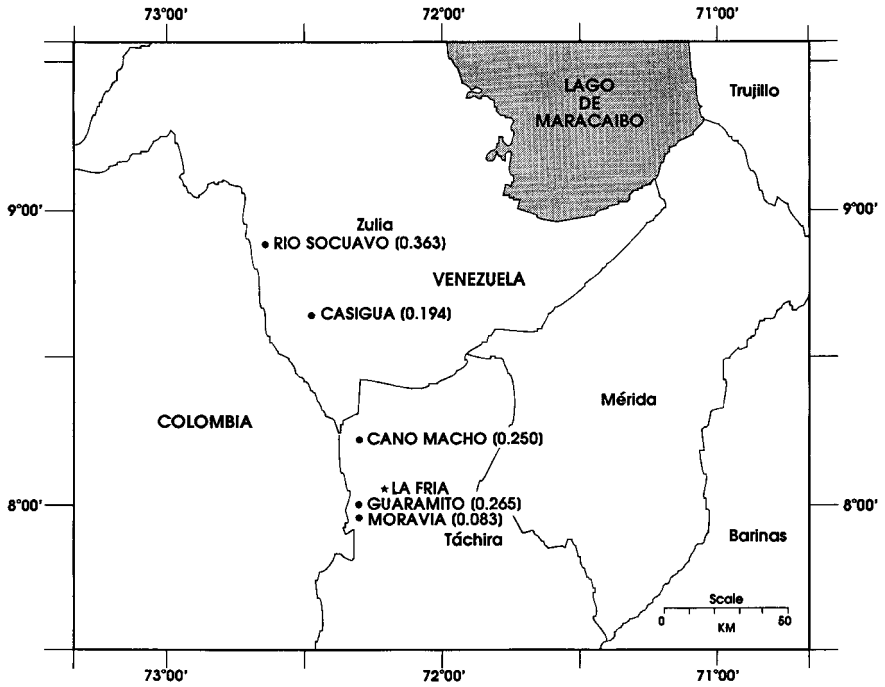 73°00'
72°00'
71°00'
LAGO
DE
MARACAIBO
Trujillo
9°00'
9°00'
Zulia
RIO SOCUAVO (0.363)
VENEZUELA
CASIGUA (0.194)
Mérida
COLOMBIA
CANO MACHO (0.250)
LA FRIA
8°00'
GUARAMITO (0.265)
8°00'
MORAVIA (0.083)
Táchira
Barinas
Scale
0
50
KM
73°00'
72°00'
71°00'